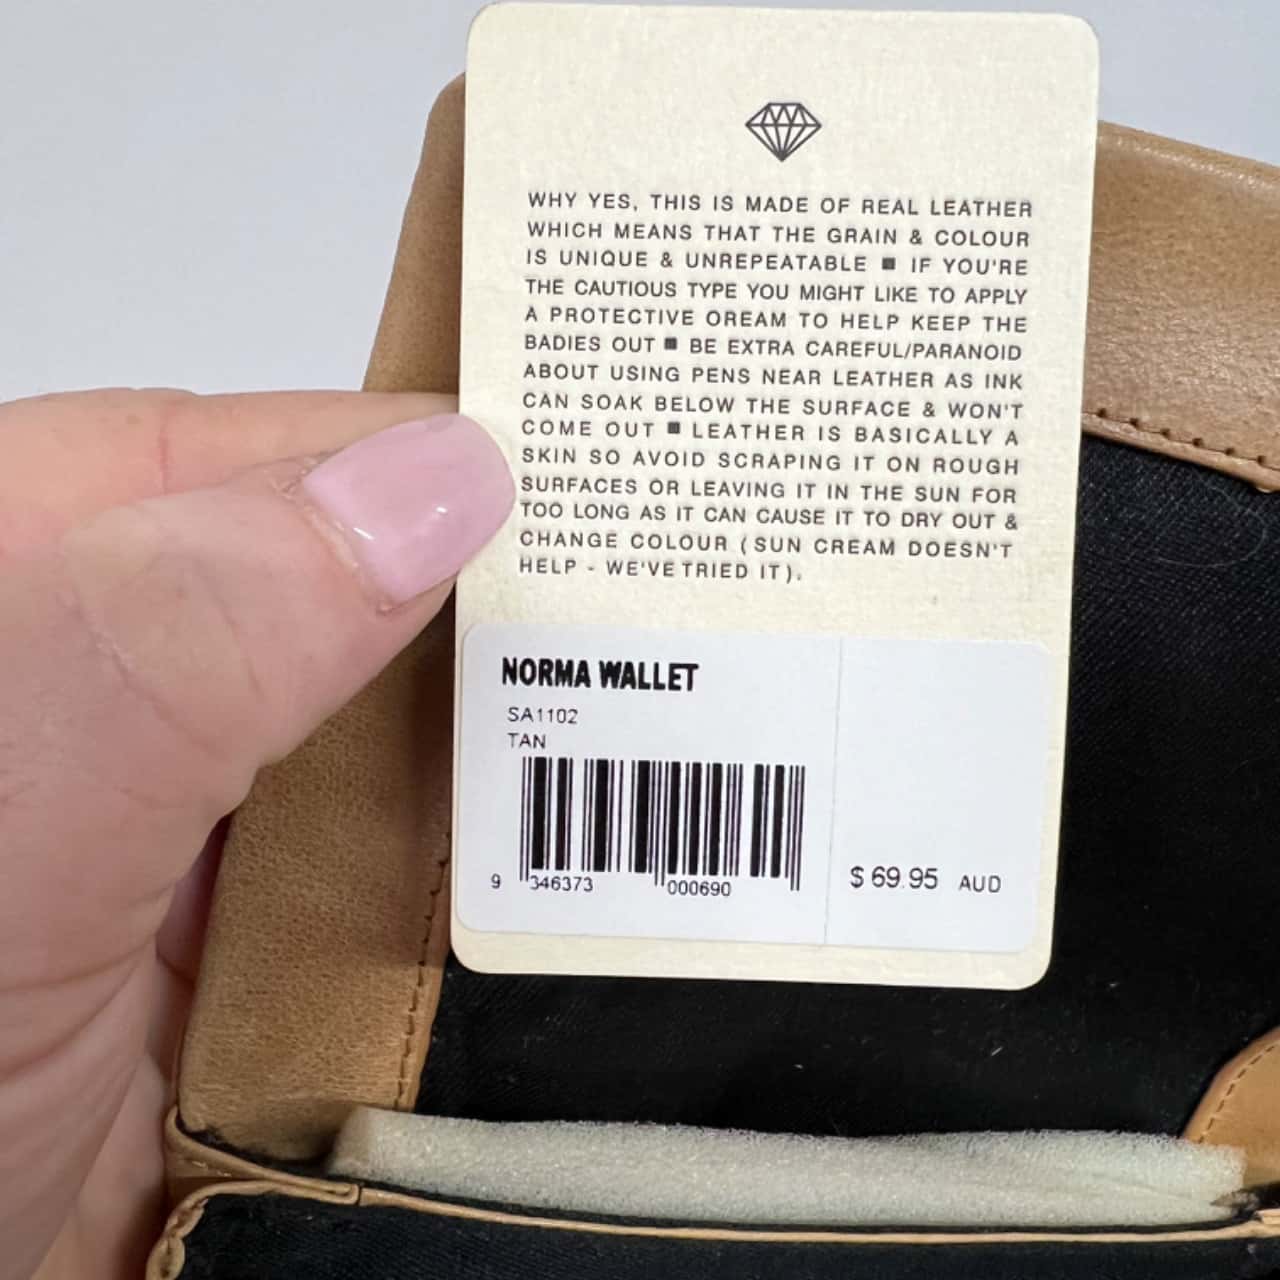 WHY YES, THIS IS MADE OF REAL LEATHER
WHICH MEANS THAT THE GRAIN & COLOUR
IS UNIQUE & UNREPEATABLE ■ IF YOU'RE
THE CAUTIOUS TYPE YOU MIGHT LIKE TO APPLY
A PROTECTIVE OREAM TO HELP KEEP THE
BADIES OUT ■ BE EXTRA CAREFUL/PARANOID
ABOUT USING PENS NEAR LEATHER AS INK
CAN SOAK BELOW THE SURFACE & WON'T
COME OUT ■ LEATHER IS BASICALLY A
SKIN SO AVOID SCRAPING IT ON ROUGH
SURFACES OR LEAVING IT IN THE SUN FOR
TOO LONG AS IT CAN CAUSE IT TO DRY OUT &
CHANGE COLOUR (SUN CREAM DOESN'T
HELP - WE'VE TRIED IT).
NORMA WALLET
SA1102
TAN
9 346373 000690
$ 69.95 AUD